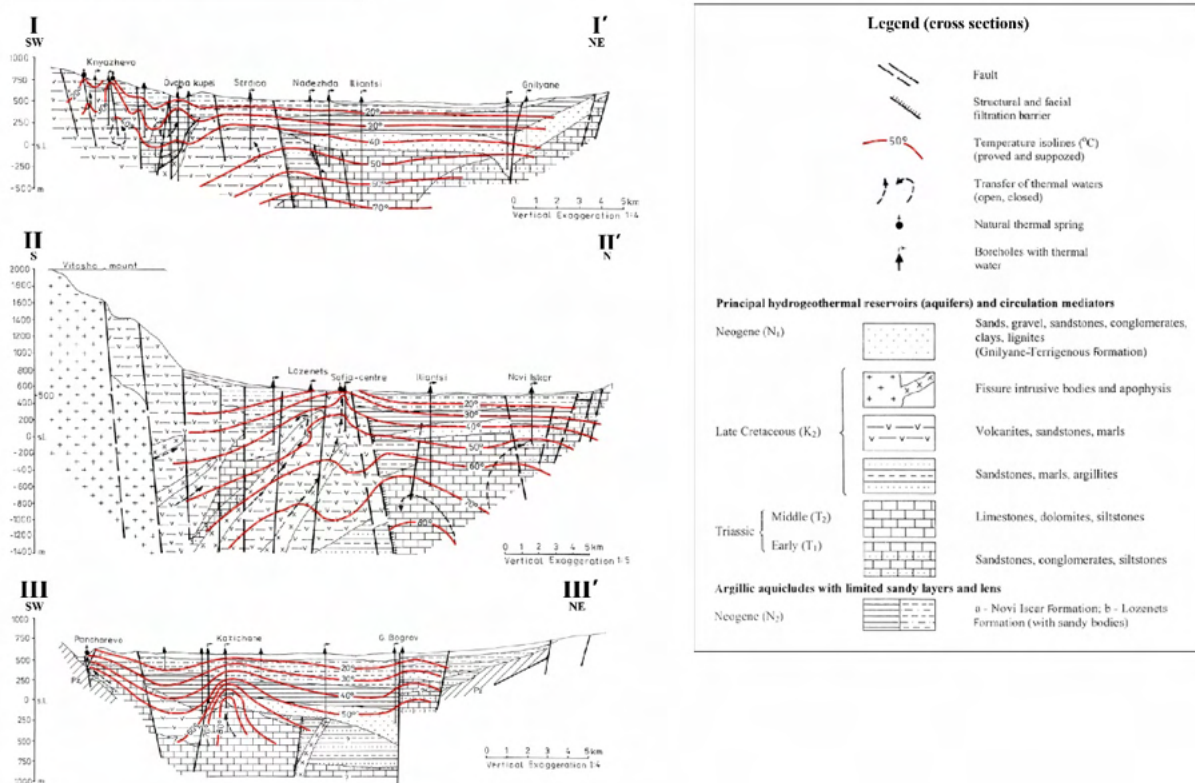 I
SW
I′
NE
Knyazhevo
Ovcha kupel
Serdica
Nadezhda
Iliantsi
Gnilyane
1000
750
500
250
0
s.l.
250
-500
m
20°
30°
40
50
70°
0 1 2 3 4 5km
Vertical Exaggeration 1:4
II
S
II′
N
Vitosha mount
2000
1800
1600
1400
1200
1000
800
600
500
400
200
0
s.l.
-200
-400
-600
-800
-1000
-1200
-1400
m
Lozenets
Sofia-centre
Iliantsi
Novi Iskar
20°
30°
40°
50°
60°
80°
0 1 2 3 4 5km
Vertical Exaggeration 1:5
III
SW
III′
NE
Pancharevo
Kazichane
G. Bogrov
1000
750
500
250
0
s.l.
250
500
750
1000
m
Pz
Pz
20°
30°
40°
50°
0 1 2 3 4 5km
Vertical Exaggeration 1:4
Legend (cross sections)
Fault
Structural and facial
filtration barrier
50°
Temperature isolines (°C)
(proved and supposed)
Transfer of thermal waters
(open, closed)
Natural thermal spring
Boreholes with thermal
water
Principal hydrogeothermal reservoirs (aquifers) and circulation mediators
Neogene (N₁)
Sands, gravel, sandstones, conglomerates,
clays, lignites
(Gnilyane-Terrigenous Formation)
Fissure intrusive bodies and apophysis
Late Cretaceous (K₂)
Volcanites, sandstones, marls
Sandstones, marls, argillites
Triassic
Middle (T₂)
Limestones, dolomites, siltstones
Early (T₁)
Sandstones, conglomerates, siltstones
Argillic aquicludes with limited sandy layers and lens
Neogene (N₂)
a - Novi Iscar Formation; b - Lozenets
Formation (with sandy bodies)